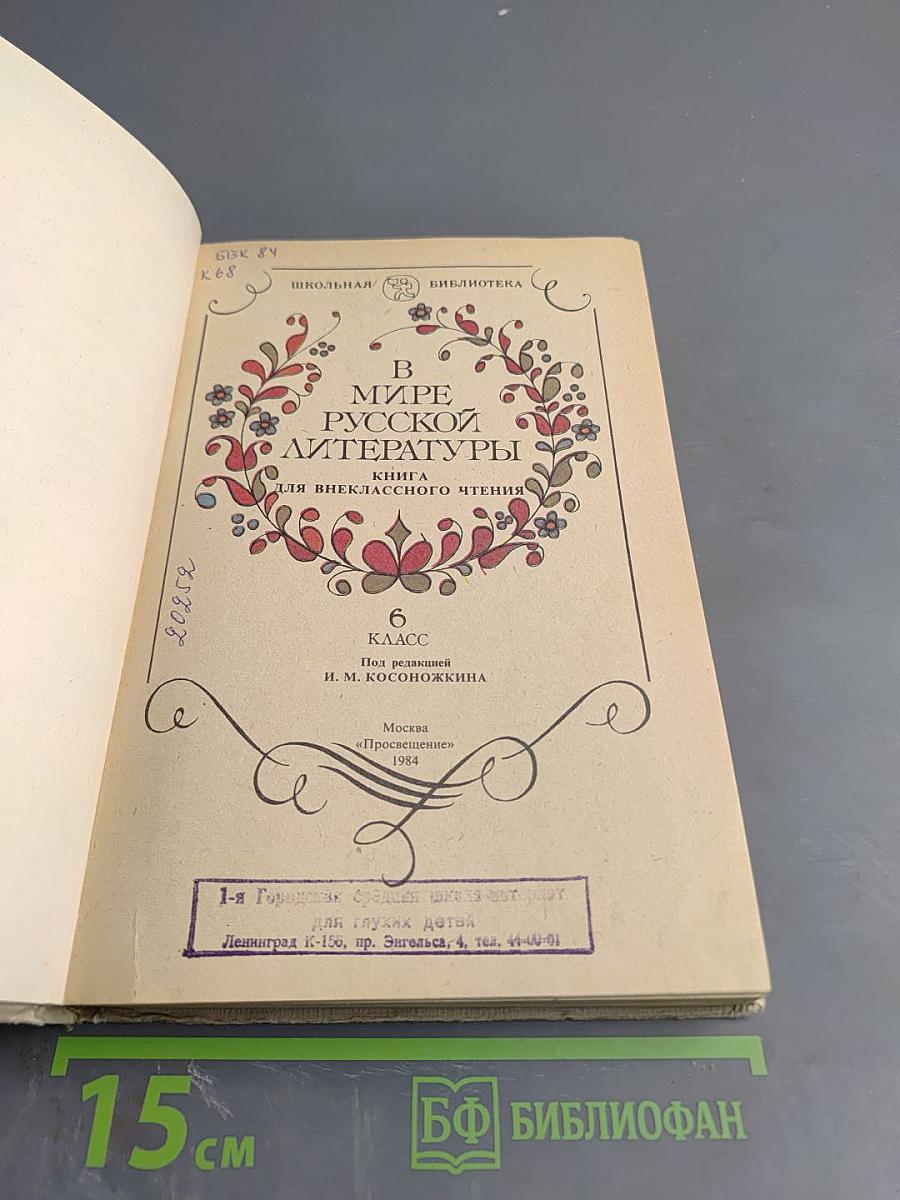 ББК 84
К68
ШКОЛЬНАЯ БИБЛИОТЕКА
В
МИРЕ
РУССКОЙ
ЛИТЕРАТУРЫ
КНИГА
ДЛЯ ВНЕКЛАССНОГО ЧТЕНИЯ
20252
6
КЛАСС
Под редакцией
И. М. КОСОНОЖКИНА
Москва
«Просвещение»
1984
1-я Городская средняя школа-интернат
для глухих детей
Ленинград К-156, пр. Энгельса, 4, тел. 44-00-61
15 см
БФ БИБЛИОФАН